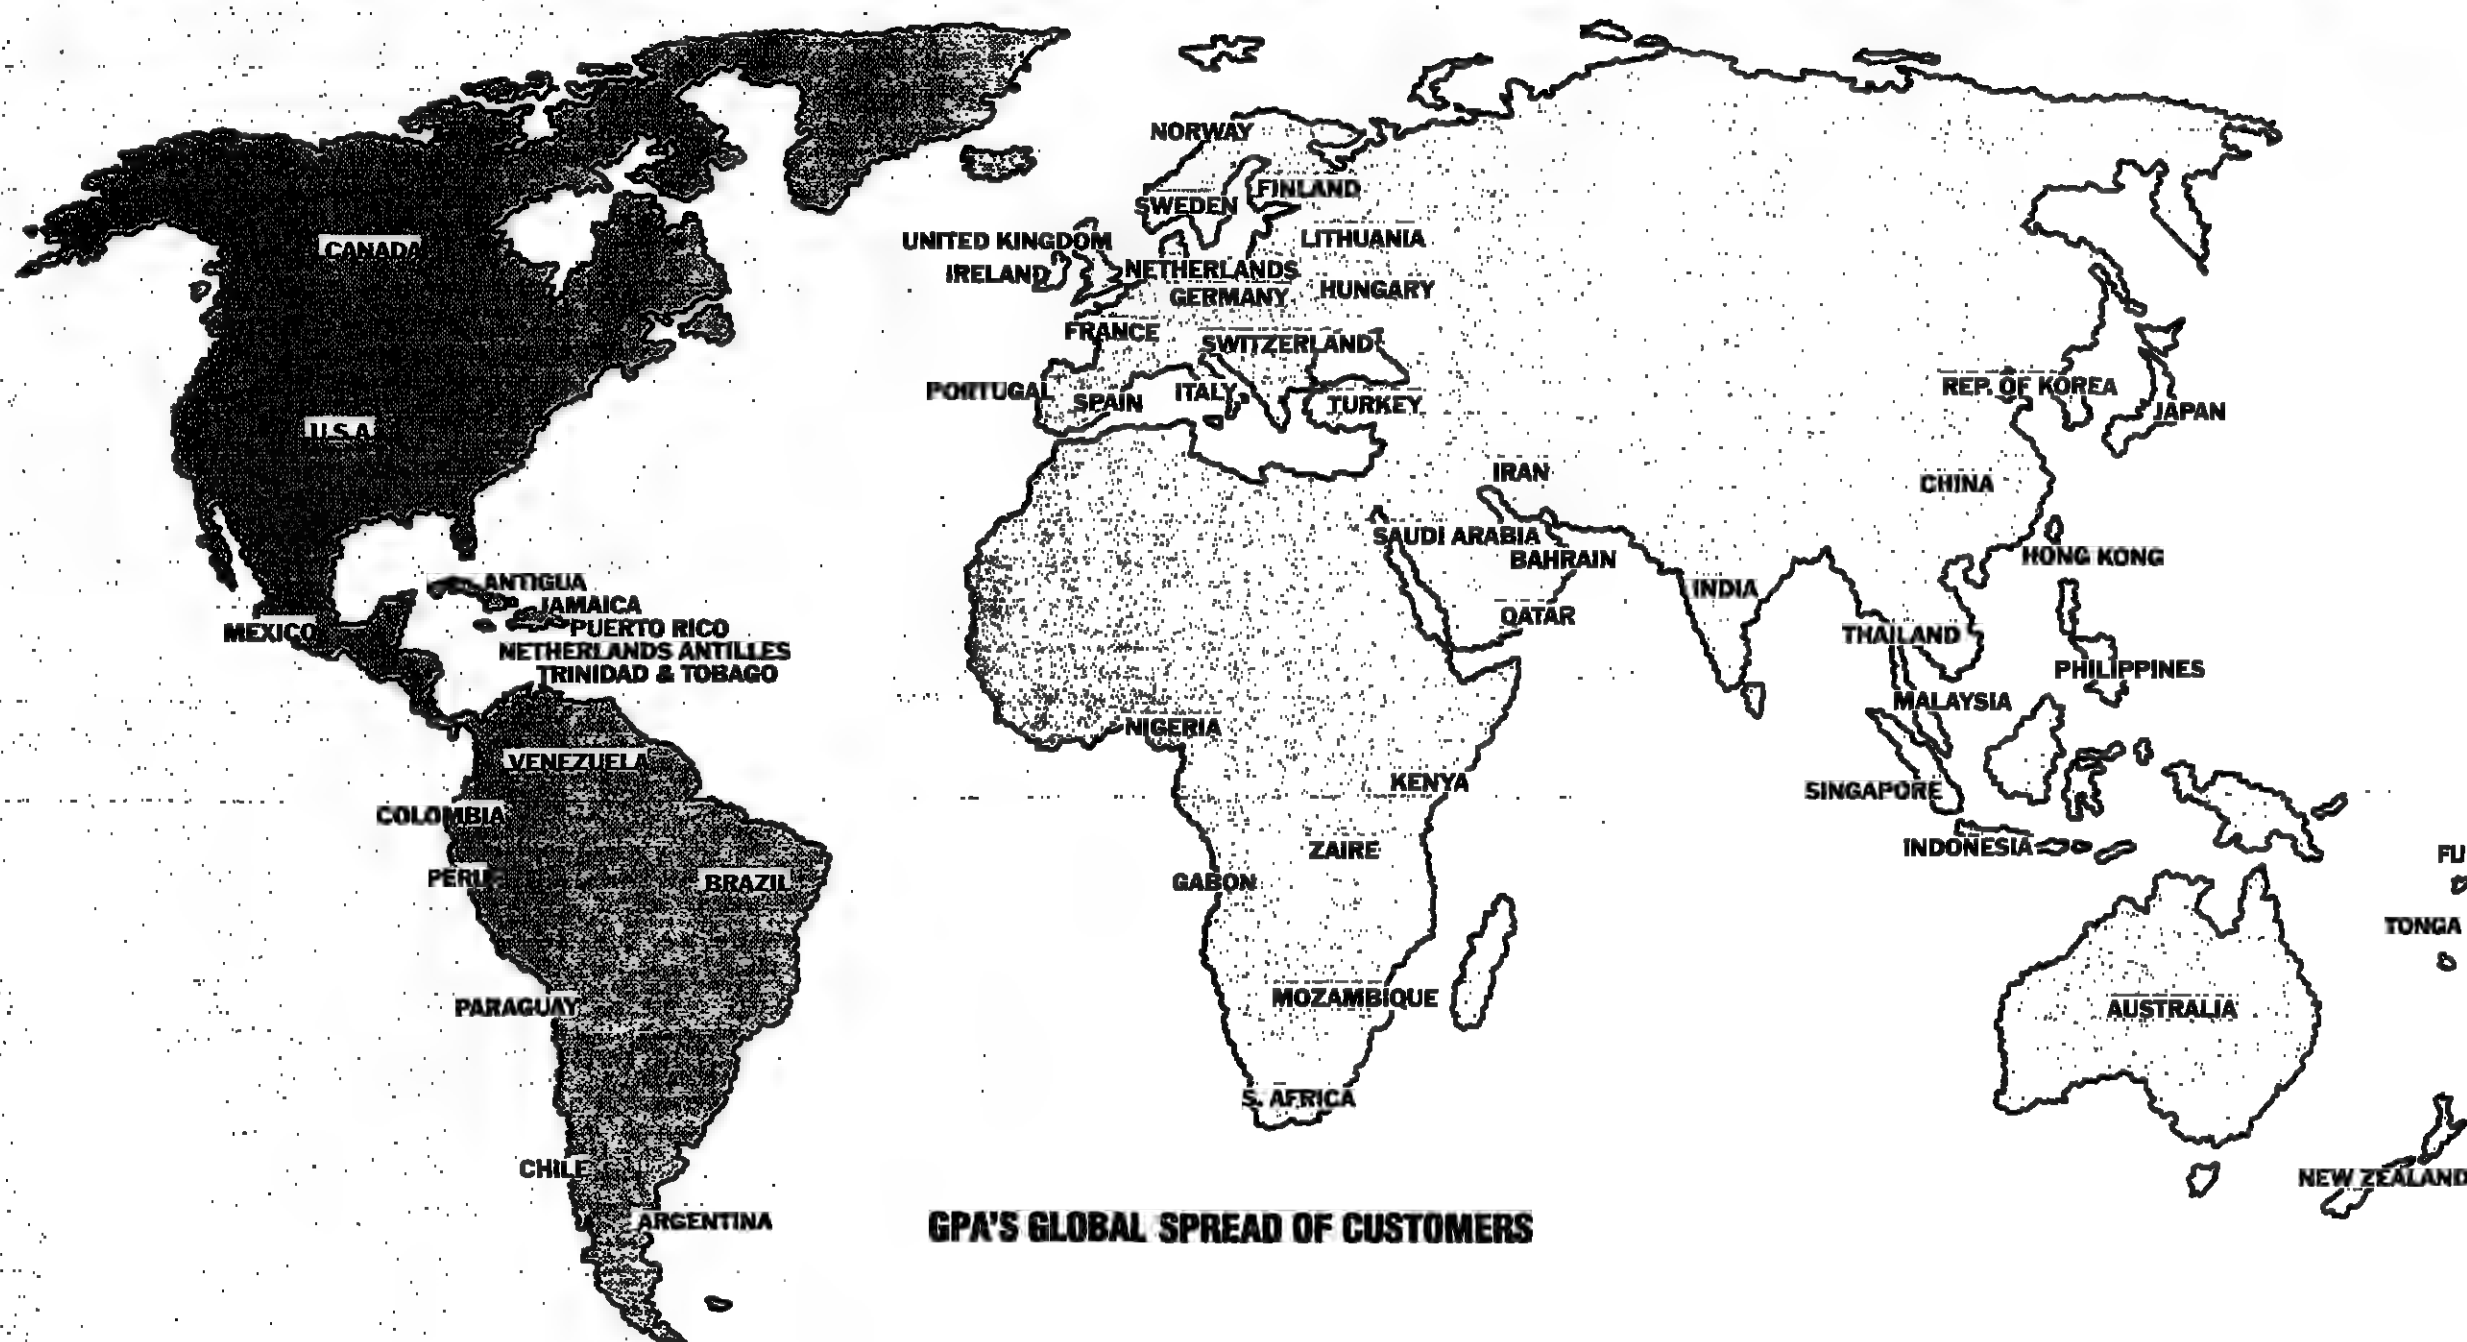 NORWAY
FINLAND
SWEDEN
UNITED KINGDOM
LITHUANIA
CANADA
IRELAND
NETHERLANDS
GERMANY
HUNGARY
FRANCE
SWITZERLAND
PORTUGAL
SPAIN
ITALY
TURKEY
REP. OF KOREA
JAPAN
U.S.A
IRAN
CHINA
SAUDI ARABIA
BAHRAIN
HONG KONG
ANTIGUA
INDIA
JAMAICA
QATAR
PUERTO RICO
MEXICO
THAILAND
NETHERLANDS ANTILLES
TRINIDAD & TOBAGO
PHILIPPINES
MALAYSIA
NIGERIA
VENEZUELA
KENYA
SINGAPORE
COLOMBIA
ZAIRE
INDONESIA
PERU
BRAZIL
GABON
TONGA
MOZAMBIQUE
PARAGUAY
AUSTRALIA
S. AFRICA
CHILE
NEW ZEALAND
ARGENTINA
GPA'S GLOBAL SPREAD OF CUSTOMERS